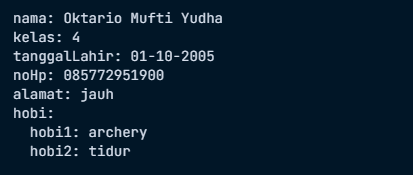 nama: Oktario Mufti Yudha
kelas: 4
tanggalLahir: 01-10-2005
noHp: 085772951900
alamat: jauh
hobi:
  hobi1: archery
  hobi2: tidur